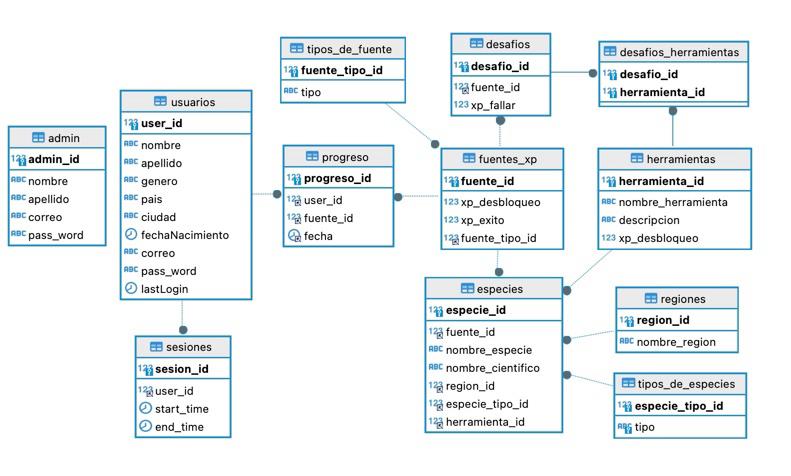 admin
123 admin_id
ABC nombre
ABC apellido
ABC correo
ABC pass_word
usuarios
123 user_id
ABC nombre
ABC apellido
ABC genero
ABC pais
ABC ciudad
fechaNacimiento
ABC correo
ABC pass_word
lastLogin
sesiones
123 sesion_id
123 user_id
start_time
end_time
tipos_de_fuente
123 fuente_tipo_id
ABC tipo
progreso
123 progreso_id
123 user_id
123 fuente_id
fecha
desafios
123 desafio_id
123 fuente_id
123 xp_fallar
fuentes_xp
123 fuente_id
123 xp_desbloqueo
123 xp_exito
123 fuente_tipo_id
especies
123 especie_id
123 fuente_id
ABC nombre_especie
ABC nombre_cientifico
123 region_id
123 especie_tipo_id
123 herramienta_id
desafios_herramientas
123 desafio_id
123 herramienta_id
herramientas
123 herramienta_id
ABC nombre_herramienta
ABC descripcion
123 xp_desbloqueo
regiones
123 region_id
ABC nombre_region
tipos_de_especies
123 especie_tipo_id
ABC tipo